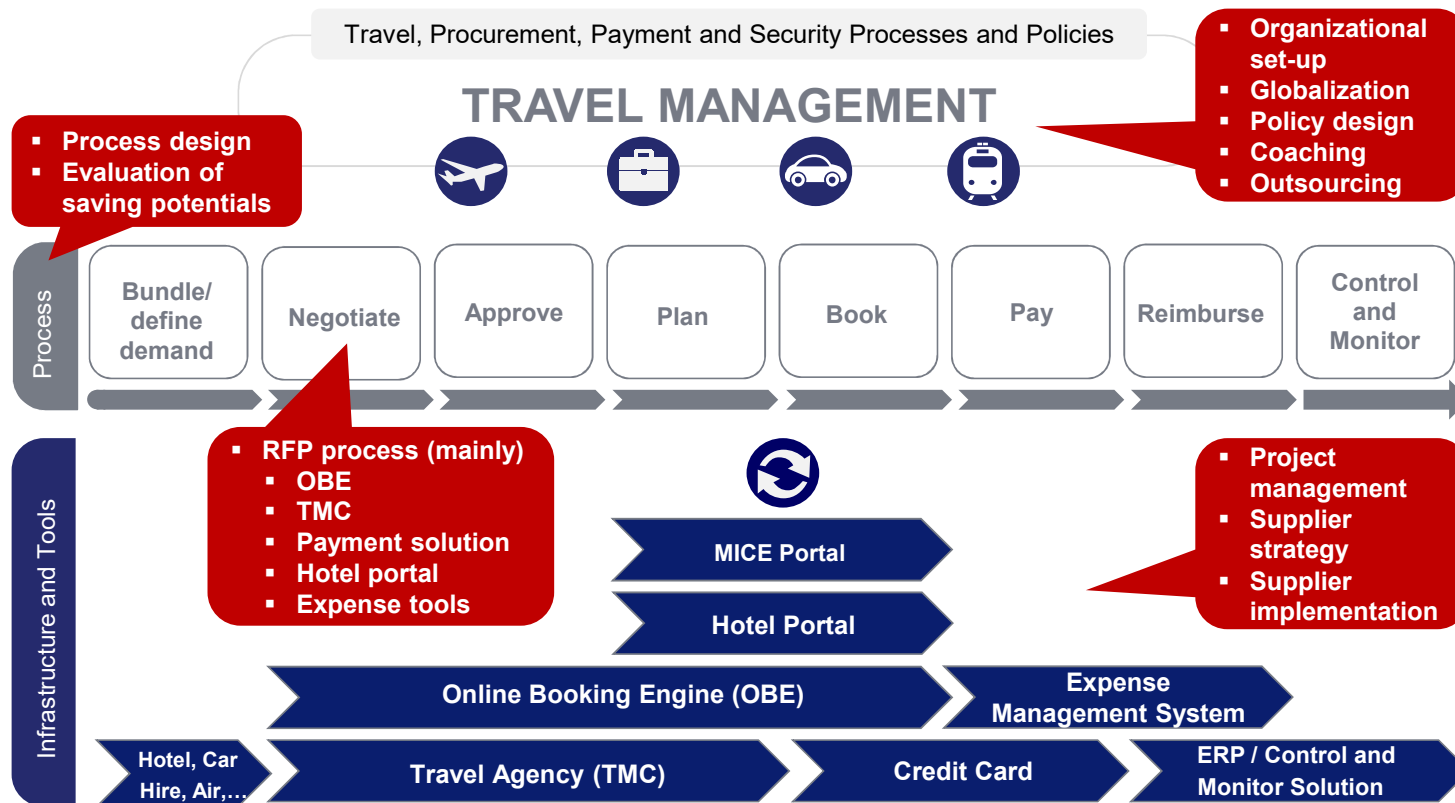 Travel, Procurement, Payment and Security Processes and Policies
TRAVEL MANAGEMENT
▪ Organizational
set-up
▪ Globalization
▪ Policy design
▪ Coaching
▪ Outsourcing
▪ Process design
▪ Evaluation of
saving potentials
Process
Bundle/
define
demand
Negotiate
Approve
Plan
Book
Pay
Reimburse
Control
and
Monitor
Infrastructure and Tools
▪ RFP process (mainly)
▪ OBE
▪ TMC
▪ Payment solution
▪ Hotel portal
▪ Expense tools
▪ Project
management
▪ Supplier
strategy
▪ Supplier
implementation
MICE Portal
Hotel Portal
Online Booking Engine (OBE)
Expense
Management System
Hotel, Car
Hire, Air,…
Travel Agency (TMC)
Credit Card
ERP / Control and
Monitor Solution